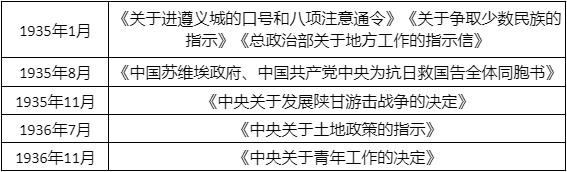 1935年1月
《关于进遵义城的口号和八项注意通令》《关于争取少数民族的
指示》《总政治部关于地方工作的指示信》
1935年8月
《中国苏维埃政府、中国共产党中央为抗日救国告全体同胞书》
1935年11月
《中央关于发展陕甘游击战争的决定》
1936年7月
《中央关于土地政策的指示》
1936年11月
《中央关于青年工作的决定》